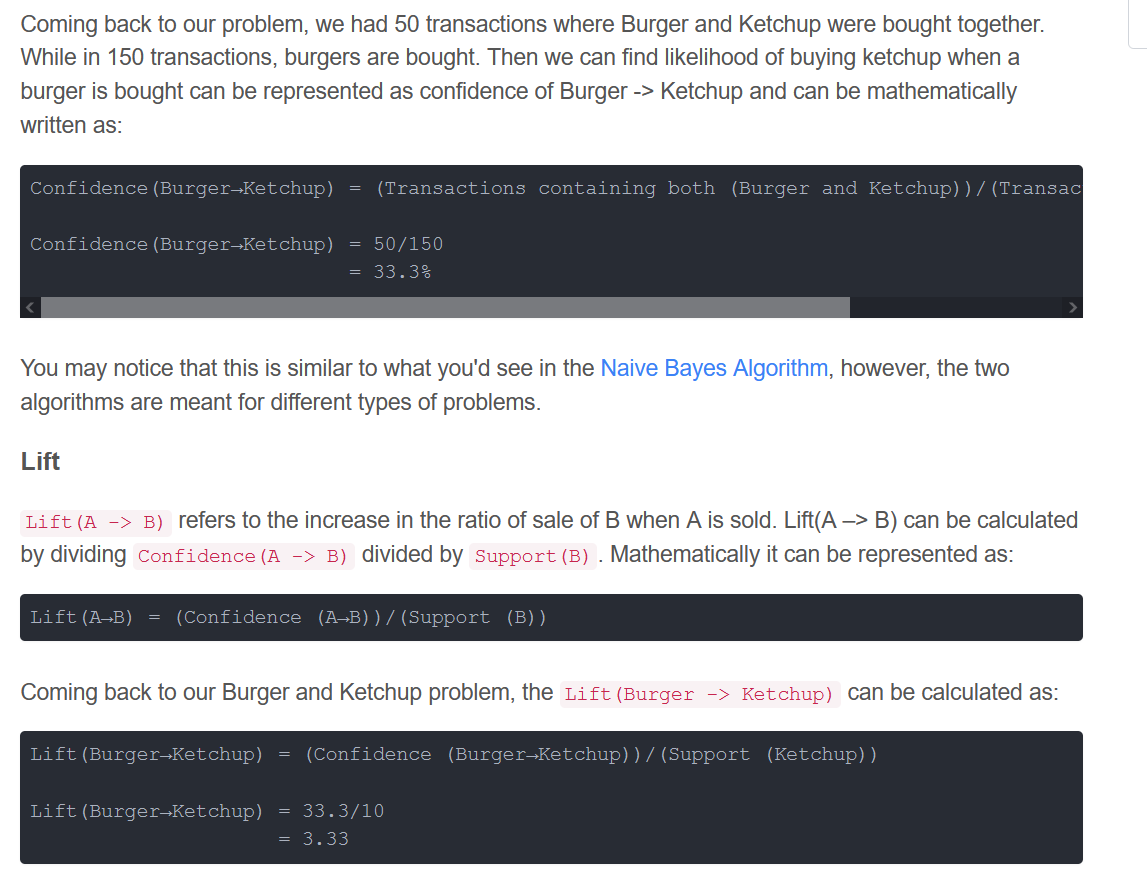 Coming back to our problem, we had 50 transactions where Burger and Ketchup were bought together.
While in 150 transactions, burgers are bought. Then we can find likelihood of buying ketchup when a
burger is bought can be represented as confidence of Burger -> Ketchup and can be mathematically
written as:
Confidence(Burger→Ketchup) = (Transactions containing both (Burger and Ketchup))/(Transac
Confidence(Burger→Ketchup) = 50/150
= 33.3%
You may notice that this is similar to what you'd see in the Naive Bayes Algorithm, however, the two
algorithms are meant for different types of problems.
Lift
Lift(A -> B) refers to the increase in the ratio of sale of B when A is sold. Lift(A –> B) can be calculated
by dividing Confidence(A -> B) divided by Support(B). Mathematically it can be represented as:
Lift(A→B) = (Confidence (A→B))/(Support (B))
Coming back to our Burger and Ketchup problem, the Lift(Burger -> Ketchup) can be calculated as:
Lift(Burger→Ketchup) = (Confidence (Burger→Ketchup))/(Support (Ketchup))
Lift(Burger→Ketchup) = 33.3/10
= 3.33